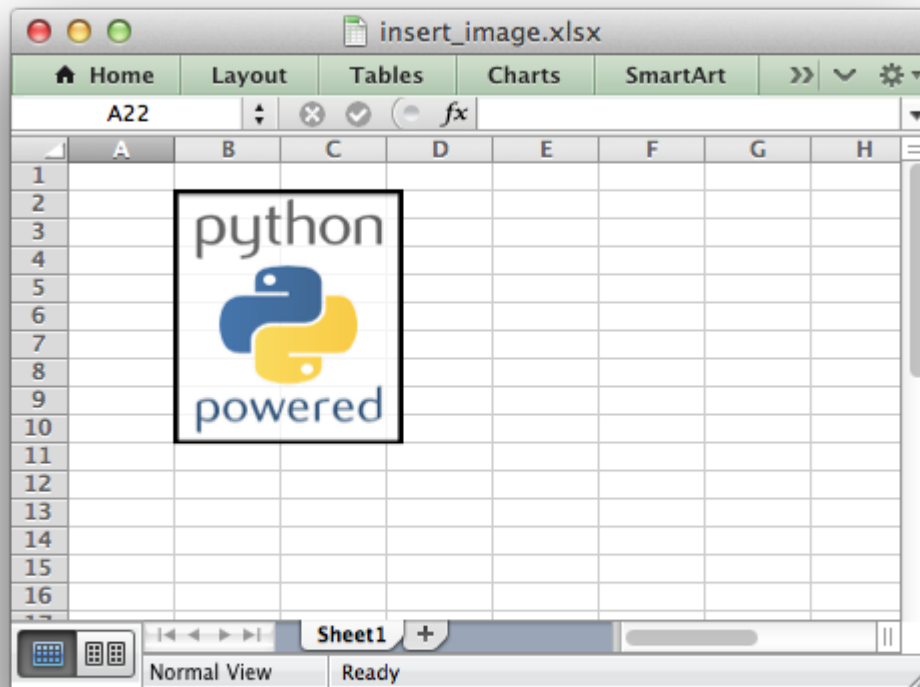 insert_image.xlsx
Home Layout Tables Charts SmartArt
A22 fx
A B C D E F G H
1
2
3
4
5
6
7
8
9
10
11
12
13
14
15
16
python
powered
Sheet1
Normal View Ready